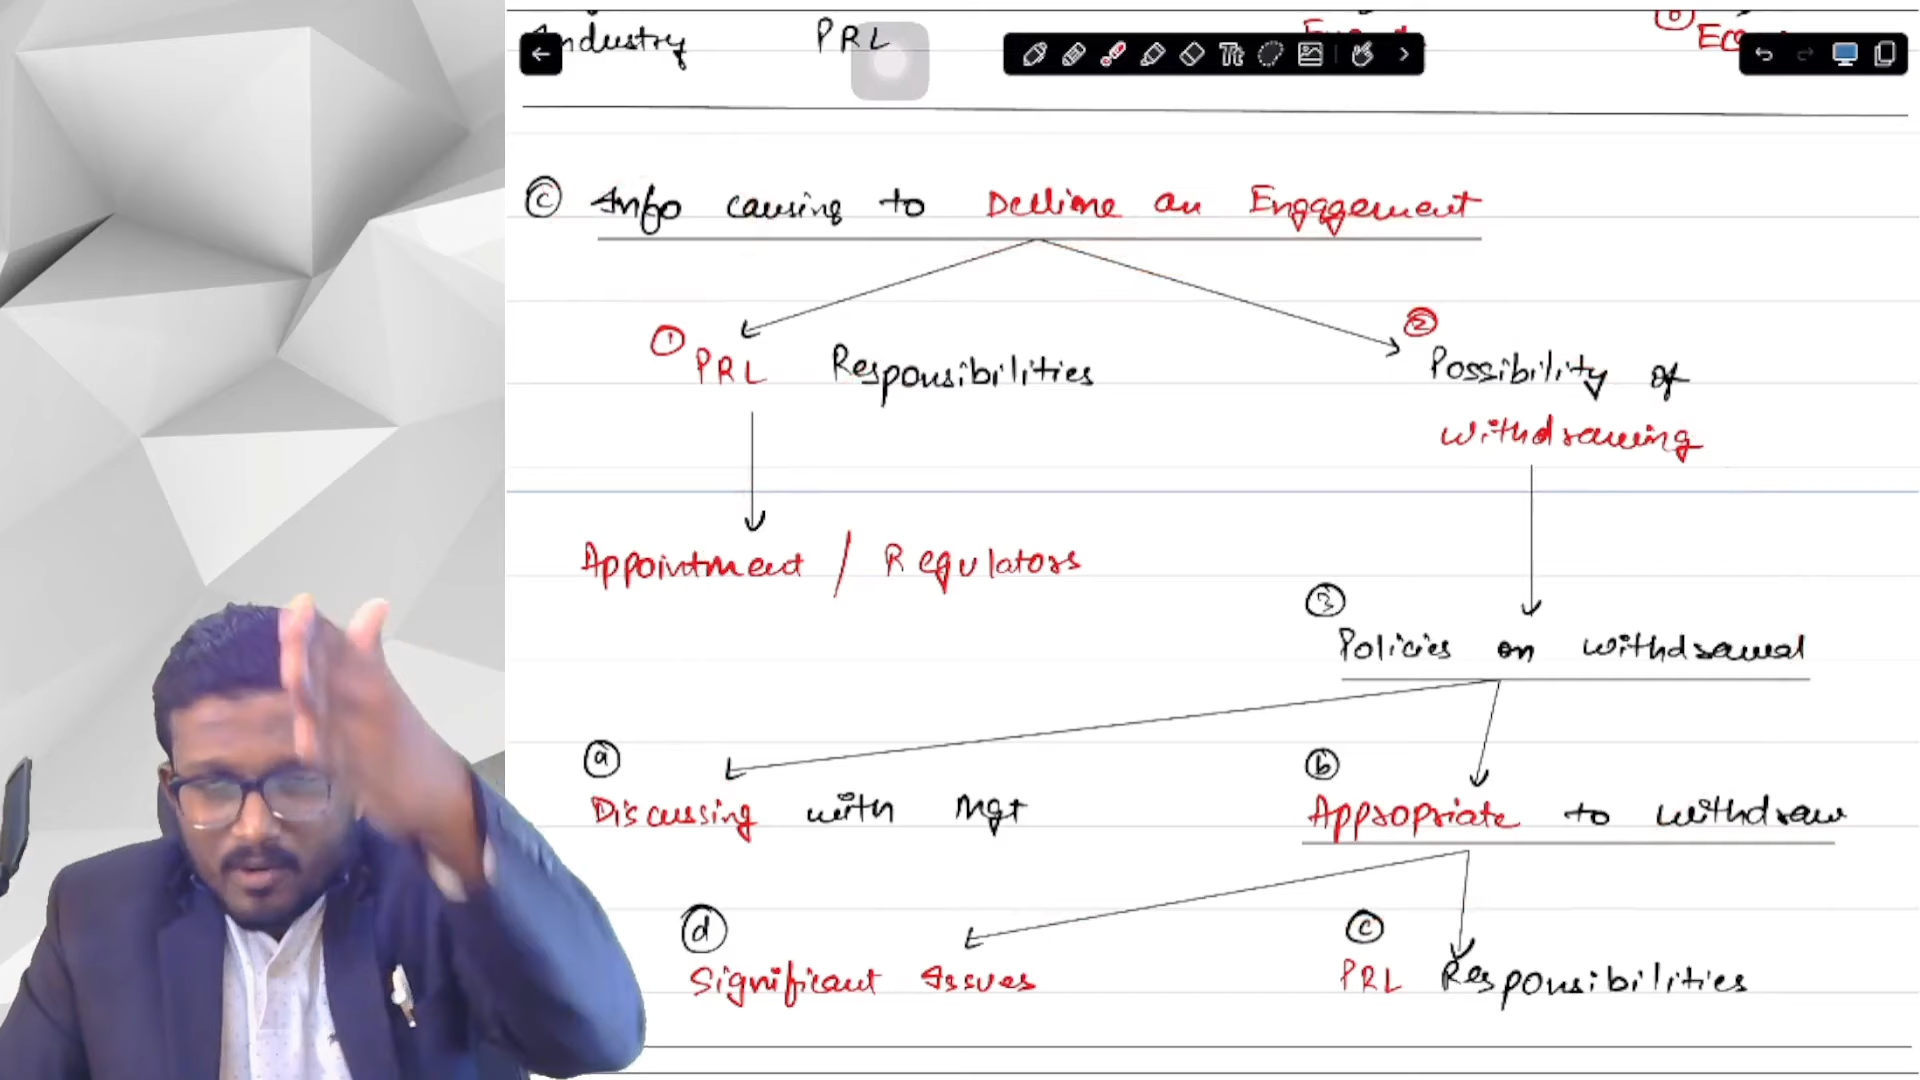 Industry PRL
b
Tt
c Info causing to Decline an Engagement
1 PRL Responsibilities
2 Possibility of
withdrawing
Appointment / Regulators
3
Policies on withdrawal
a
Discussing with Mgt
b
Appropriate to withdraw
d
Significant Issues
c
PRL Responsibilities